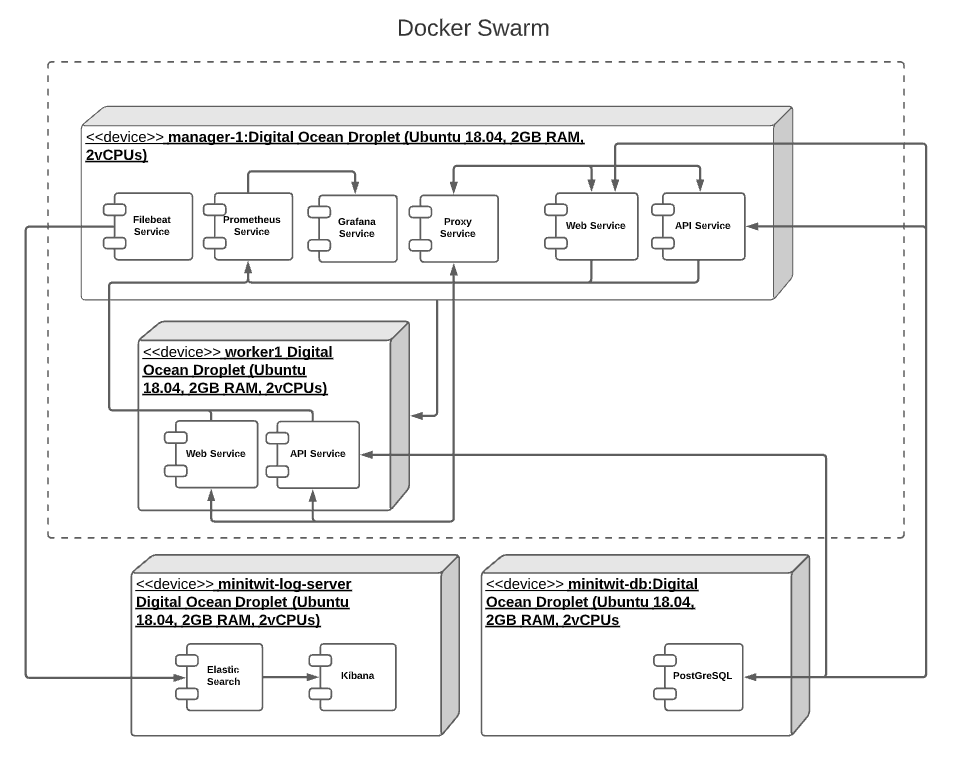 Docker Swarm
<<device>> manager-1:Digital Ocean Droplet (Ubuntu 18.04, 2GB RAM,
2vCPUs)
Filebeat
Service
Prometheus
Service
Grafana
Service
Proxy
Service
Web Service
API Service
<<device>> worker1 Digital
Ocean Droplet (Ubuntu
18.04, 2GB RAM, 2vCPUs)
Web Service
API Service
<<device>> minitwit-log-server
Digital Ocean Droplet (Ubuntu
18.04, 2GB RAM, 2vCPUs)
Elastic
Search
Kibana
<<device>> minitwit-db:Digital
Ocean Droplet (Ubuntu 18.04,
2GB RAM, 2vCPUs
PostGreSQL